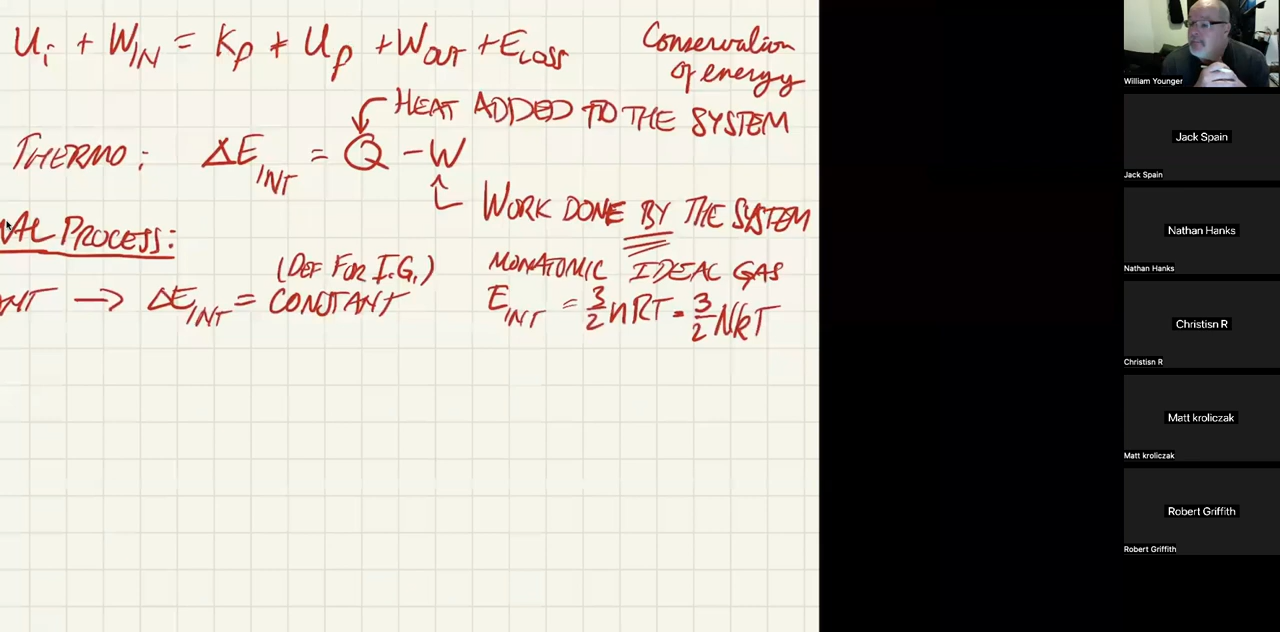 Ui + WIN = Kf + Uf + WOUT + ELOSS
Conservation
of energy
HEAT ADDED TO THE SYSTEM
THERMO: ΔEINT = Q - W
WORK DONE BY THE SYSTEM
PROCESS:
(DEF FOR I.G.)
MONATOMIC IDEAL GAS
→ ΔEINT = CONSTANT
EINT = 3/2 nRT = 3/2 NkT
William Younger
Jack Spain
Jack Spain
Nathan Hanks
Nathan Hanks
Christisn R
Christisn R
Matt kroliczak
Matt kroliczak
Robert Griffith
Robert Griffith